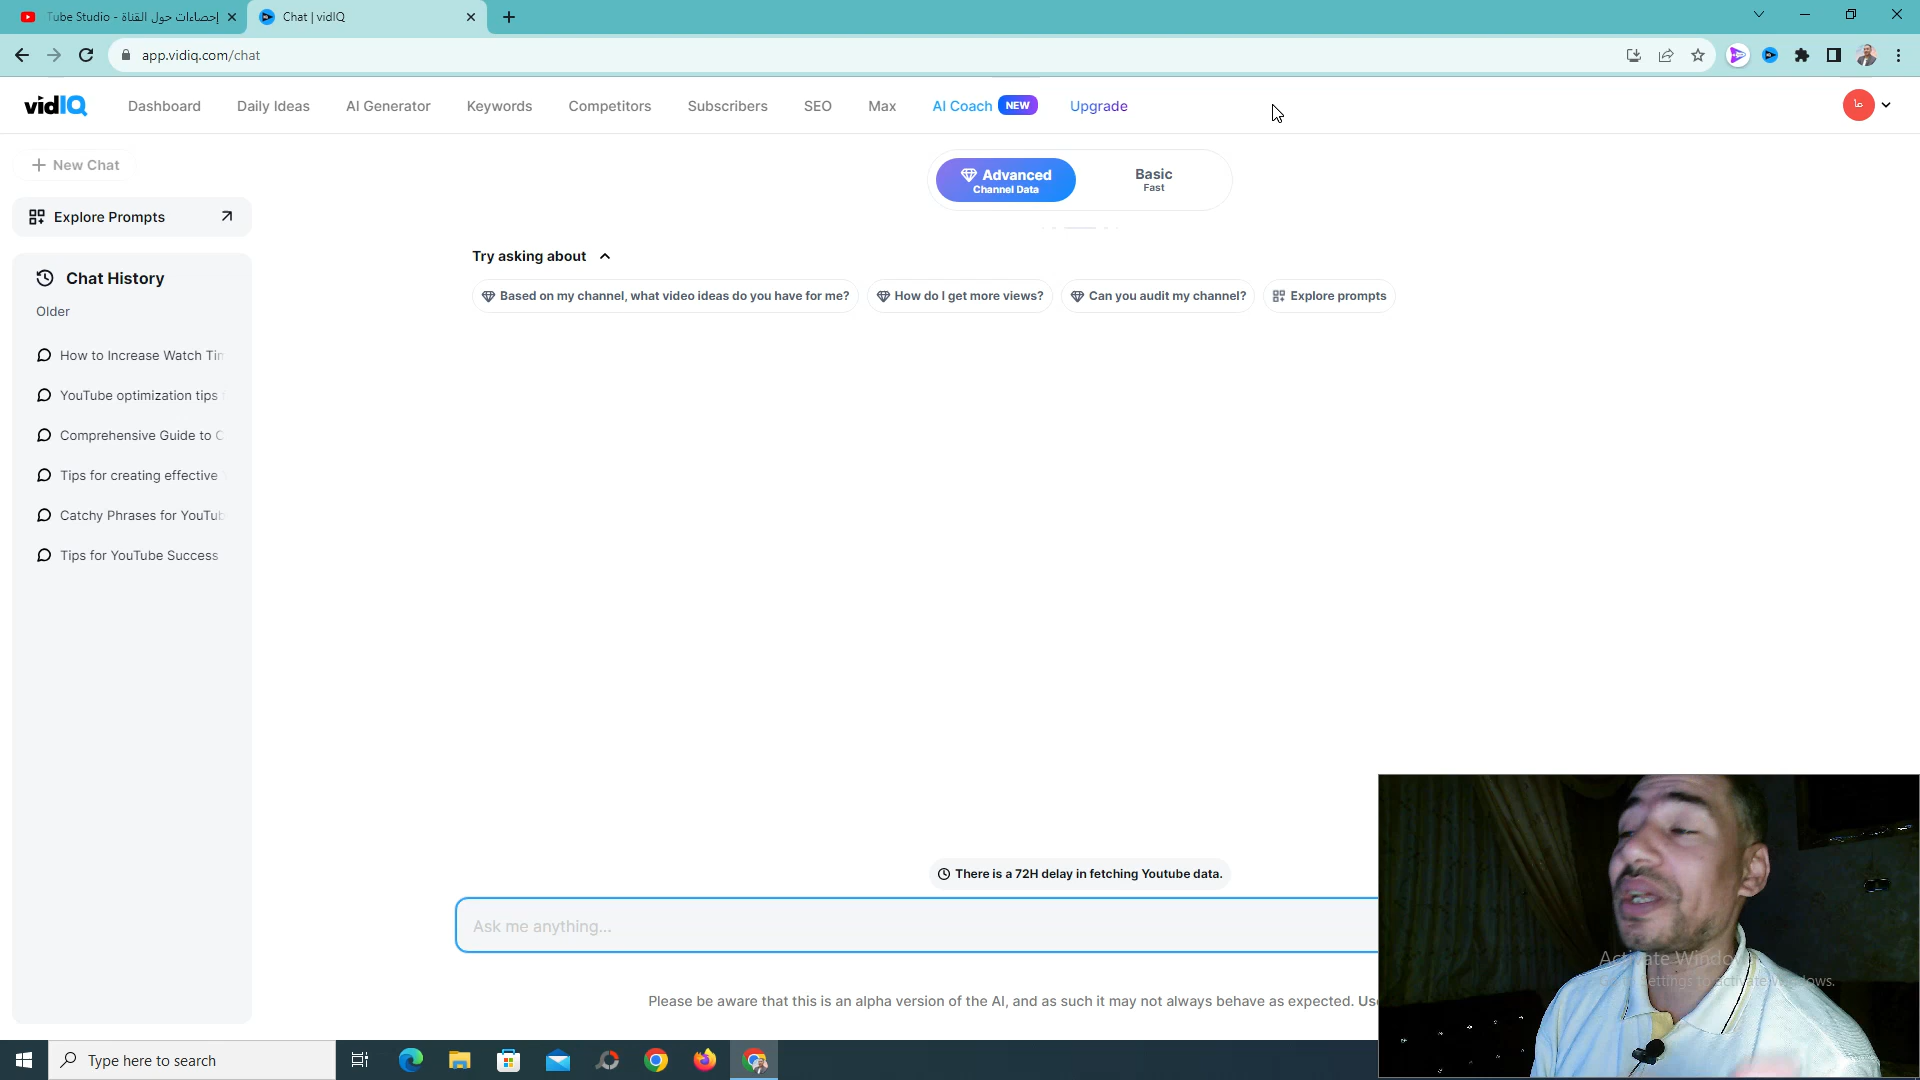 Tube Studio - إحصاءات حول القناة
Chat | vidIQ
app.vidiq.com/chat
vidIQ
Dashboard
Daily Ideas
AI Generator
Keywords
Competitors
Subscribers
SEO
Max
AI Coach NEW
Upgrade
ما
+ New Chat
Explore Prompts
Chat History
Older
How to Increase Watch Tim
YouTube optimization tips
Comprehensive Guide to C
Tips for creating effective
Catchy Phrases for YouTub
Tips for YouTube Success
Advanced
Channel Data
Basic
Fast
Try asking about
Based on my channel, what video ideas do you have for me?
How do I get more views?
Can you audit my channel?
Explore prompts
There is a 72H delay in fetching Youtube data.
Ask me anything...
Please be aware that this is an alpha version of the AI, and as such it may not always behave as expected. Use
Activate Windows
Type here to search